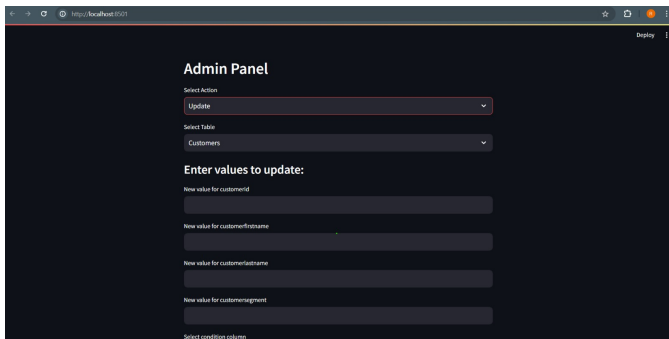 http://localhost:8501
Deploy
Admin Panel
Select Action
Update
Select Table
Customers
Enter values to update:
New value for customerid
New value for customerfirstname
New value for customerlastname
New value for customersegment
Select condition column